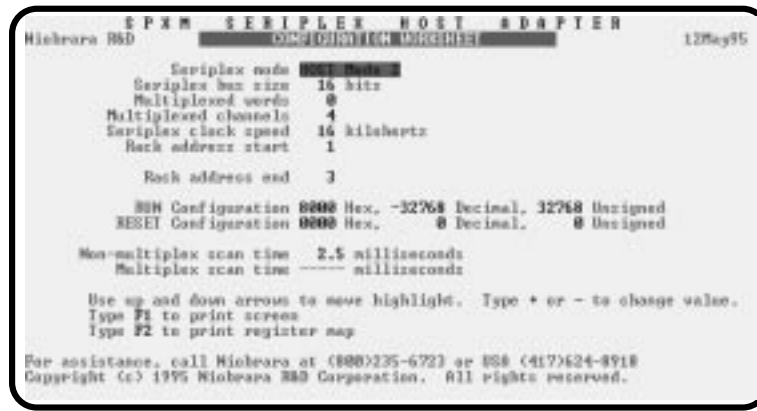 SPXM SERIPLEX HOST ADAPTER
Niobrara R&D CONFIGURATION WORKSHEET 12May95
Seriplex mode HOST Mode 2
Seriplex bus size 16 bits
Multiplexed words 0
Multiplexed channels 4
Seriplex clock speed 16 kilohertz
Rack address start 1
Rack address end 3
RUN Configuration 8000 Hex, -32768 Decimal, 32768 Unsigned
RESET Configuration 0000 Hex, 0 Decimal, 0 Unsigned
Non-multiplex scan time 2.5 milliseconds
Multiplex scan time ----- milliseconds
Use up and down arrows to move highlight. Type + or - to change value.
Type F1 to print screen
Type F2 to print register map
For assistance, call Niobrara at (800)235-6723 or USA (417)624-8918
Copyright (c) 1995 Niobrara R&D Corporation. All rights reserved.